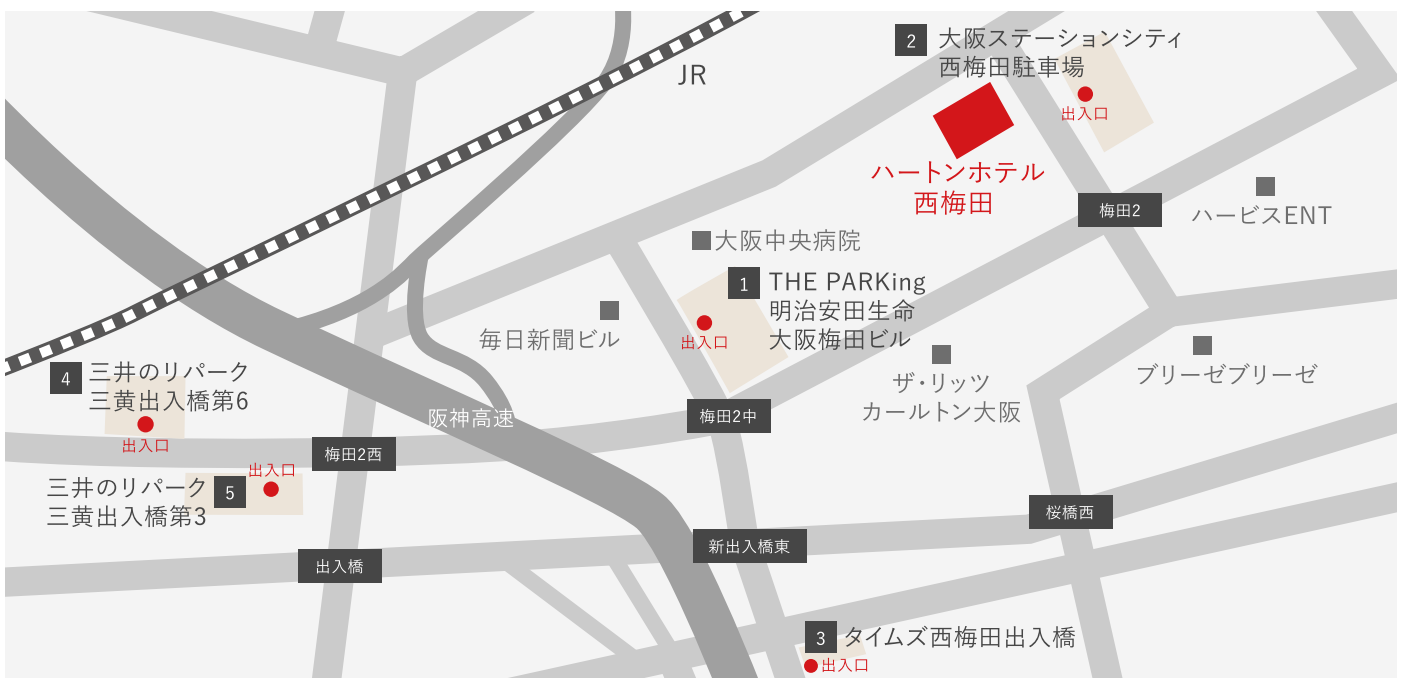 JR
2
大阪ステーションシティ
西梅田駐車場
出入口
ハートンホテル
西梅田
梅田2
ハービスENT
大阪中央病院
1
THE PARKing
明治安田生命
大阪梅田ビル
出入口
毎日新聞ビル
ザ・リッツ
カールトン大阪
ブリーゼブリーゼ
4
三井のリパーク
三黄出入橋第6
出入口
阪神高速
梅田2中
梅田2西
出入口
三井のリパーク
三黄出入橋第3
5
桜橋西
新出入橋東
出入橋
3
タイムズ西梅田出入橋
出入口